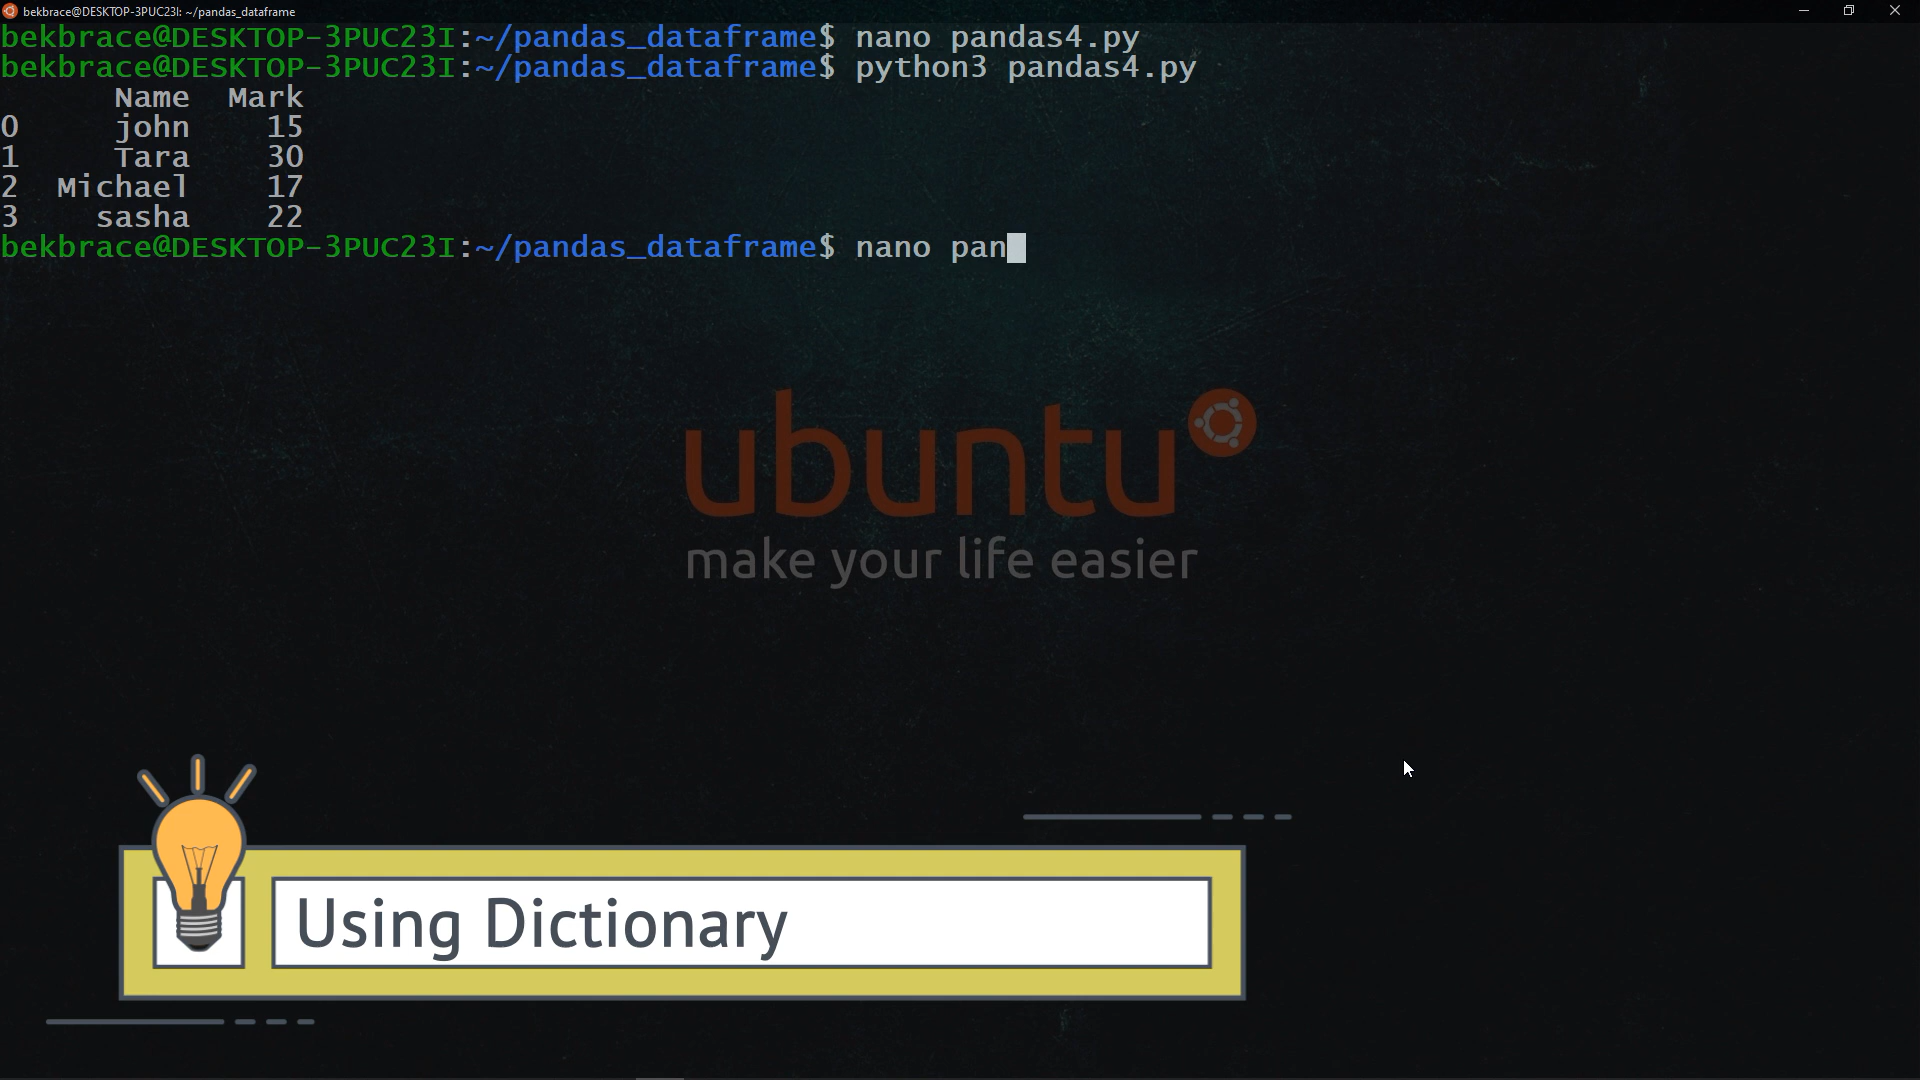 bekbrace@DESKTOP-3PUC23I: ~/pandas_dataframe
bekbrace@DESKTOP-3PUC23I:~/pandas_dataframe$ nano pandas4.py
bekbrace@DESKTOP-3PUC23I:~/pandas_dataframe$ python3 pandas4.py
Name Mark
0 john 15
1 Tara 30
2 Michael 17
3 sasha 22
bekbrace@DESKTOP-3PUC23I:~/pandas_dataframe$ nano pan
ubuntu
make your life easier
Using Dictionary